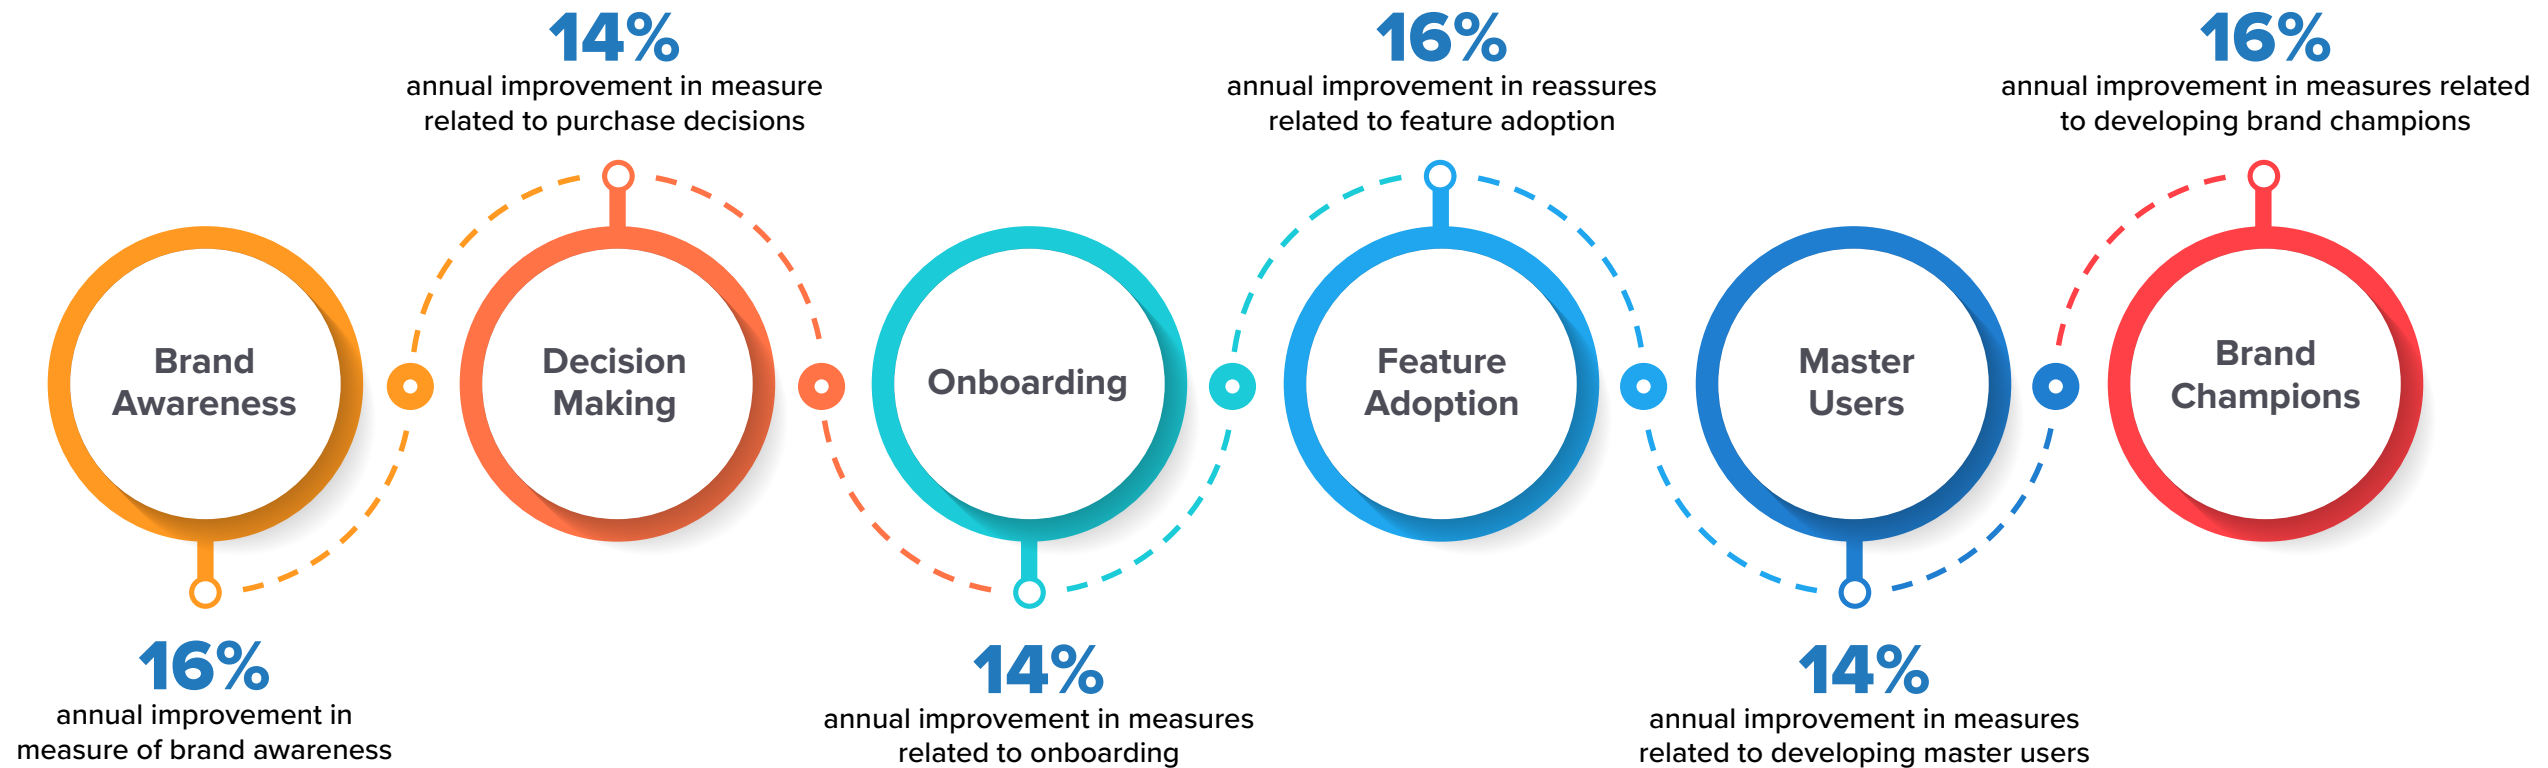 16%
annual improvement in
measure of brand awareness
Brand
Awareness
14%
annual improvement in measure
related to purchase decisions
Decision
Making
Onboarding
14%
annual improvement in measures
related to onboarding
16%
annual improvement in reassures
related to feature adoption
Feature
Adoption
Master
Users
14%
annual improvement in measures
related to developing master users
16%
annual improvement in measures related
to developing brand champions
Brand
Champions